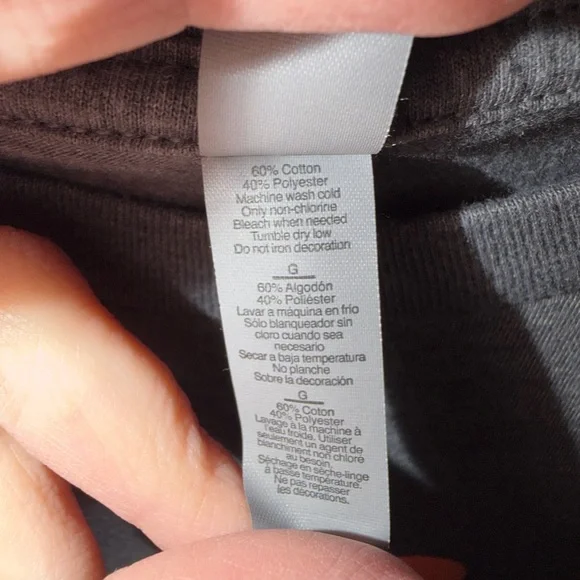 60% Cotton
40% Polyester
Machine wash cold
Only non-chlorine
Bleach when needed
Tumble dry low
Do not iron decoration
G
60% Algodón
40% Poliéster
Lavar a máquina en frío
Sólo blanqueador sin
cloro cuando sea
necesario
Secar a baja temperatura
No planche
Sobre la decoración
G
60% Coton
40% Polyester
Lavage à la machine à
l'eau froide. Utiliser
seulement un agent de
blanchiment non chloré
au besoin.
Séchage en sèche-linge
à basse température.
Ne pas repasser
les décorations.